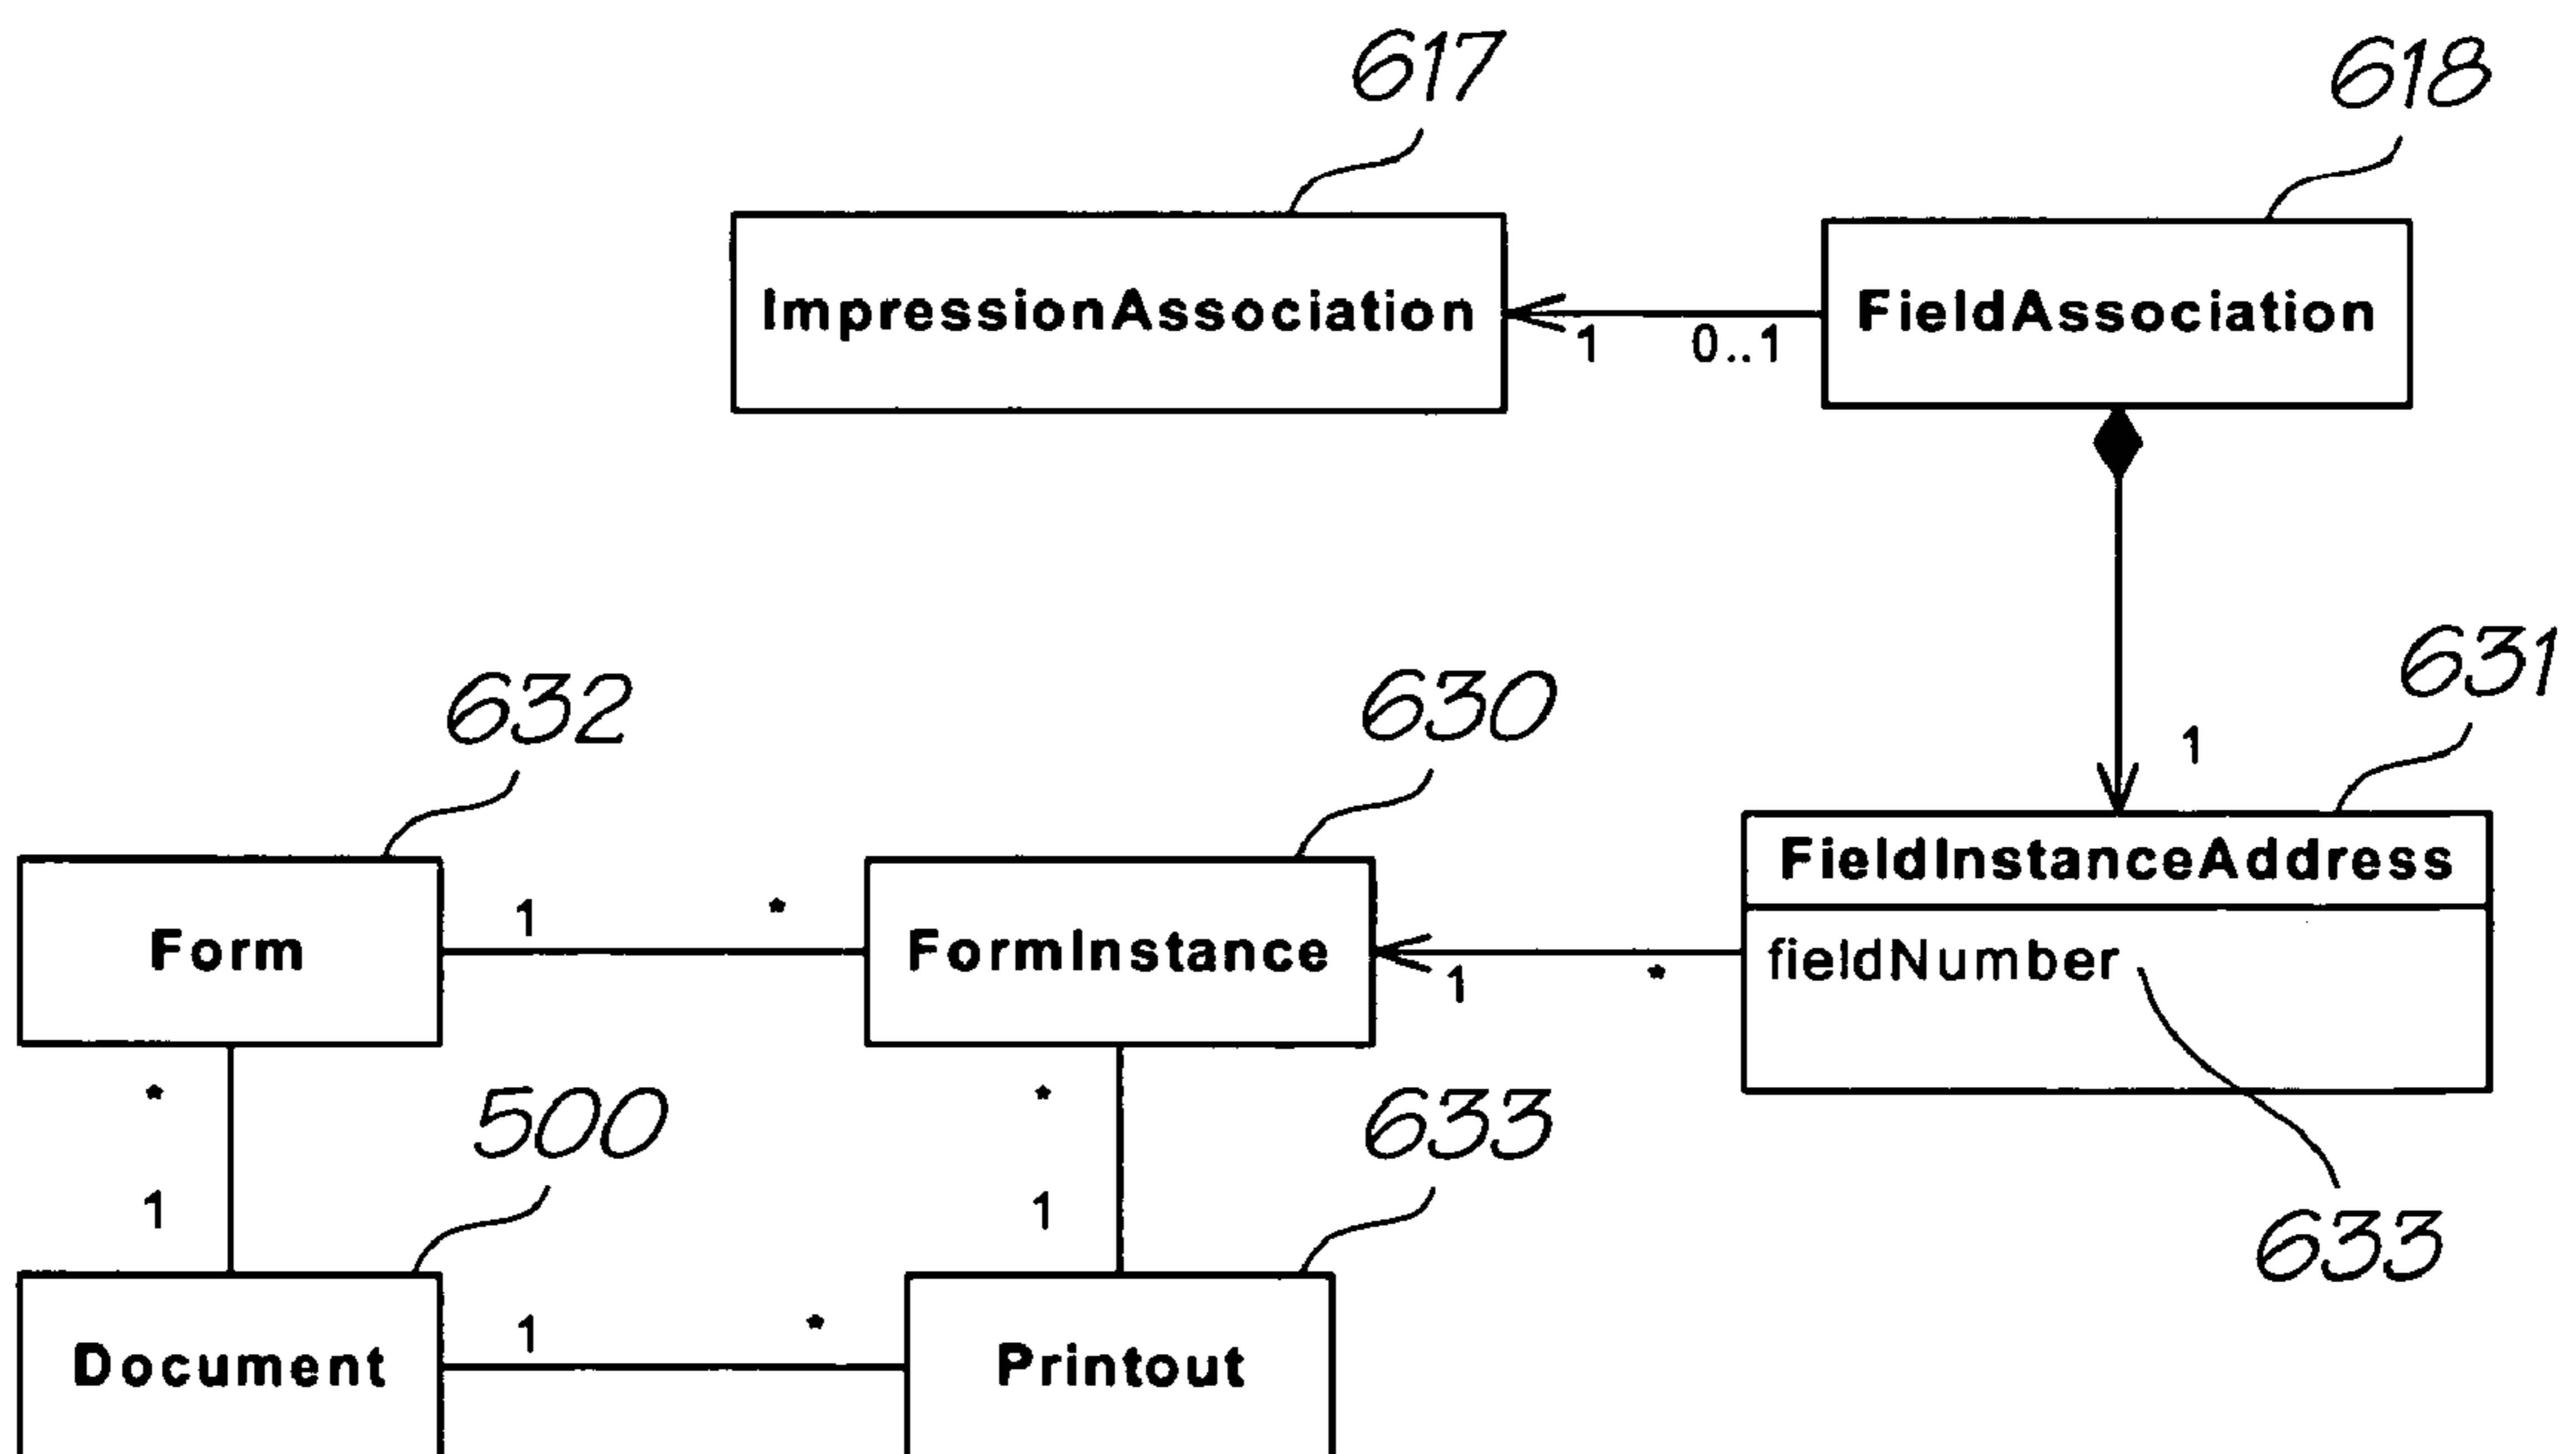 617
618
ImpressionAssociation
FieldAssociation
1
0..1
631
632
630
1
FieldInstanceAddress
1
*
Form
FormInstance
fieldNumber
1
*
*
*
500
633
1
1
633
1
*
Document
Printout